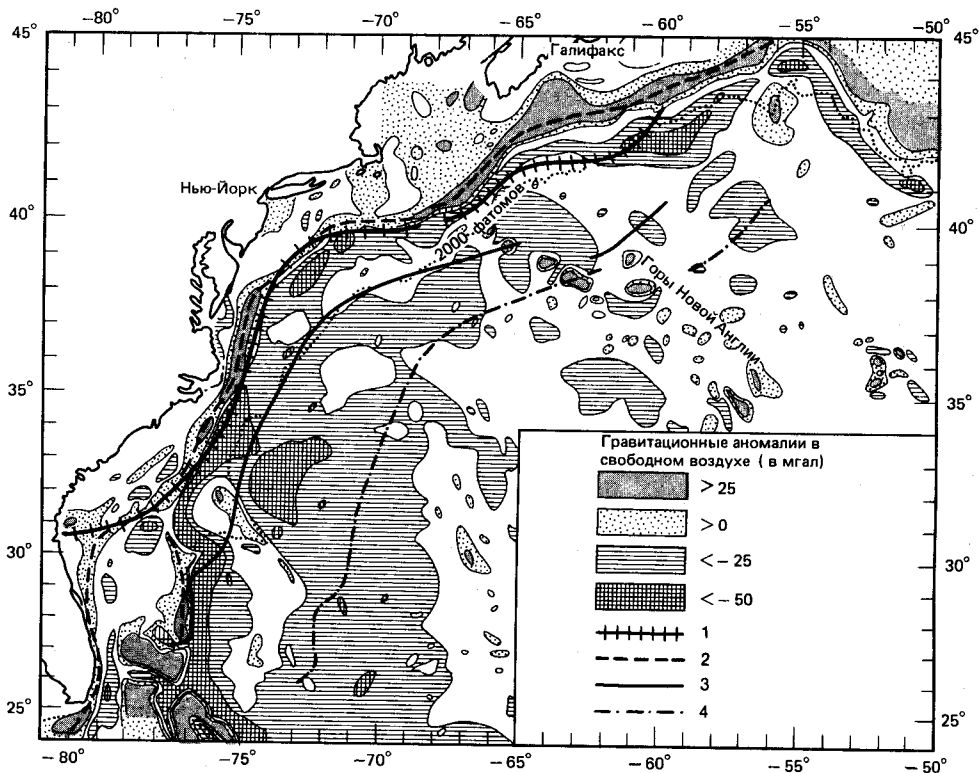 −80° −75° −70° −65° −60° −55° −50°
45° 45°
Галифакс
Нью-Йорк
40° 40°
2000 фатомов
Горы Новой Англии
35° 35°
Гравитационные аномалии в
свободном воздухе ( в мгал)
> 25
> 0
< − 25
< − 50
30° 30°
1
2
3
4
25° 25°
− 80° −75° −70° −65° −60° −55° −50°